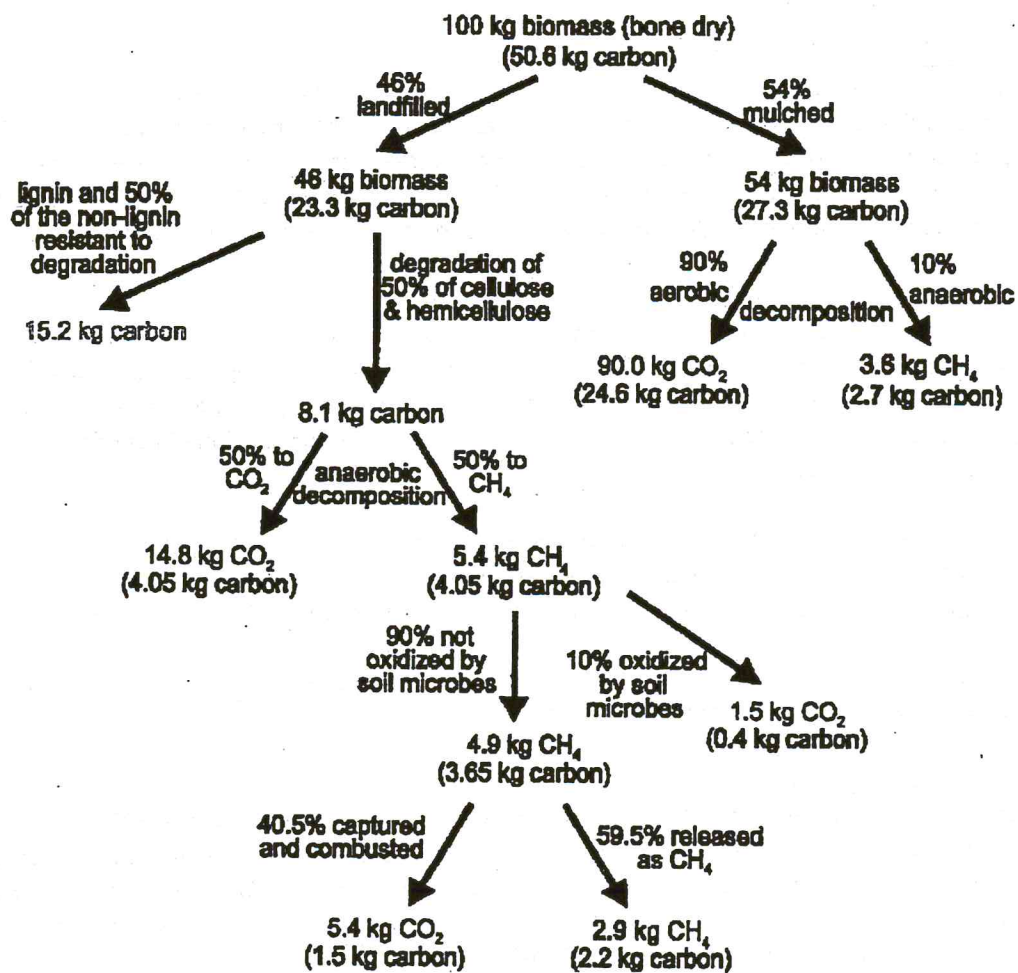 100 kg biomass (bone dry)
(50.6 kg carbon)
46%
landfilled
54%
mulched
46 kg biomass
(23.3 kg carbon)
54 kg biomass
(27.3 kg carbon)
lignin and 50%
of the non-lignin
resistant to
degradation
15.2 kg carbon
degradation of
50% of cellulose
& hemicellulose
90%
aerobic
decomposition
10%
anaerobic
90.0 kg CO₂
(24.6 kg carbon)
3.6 kg CH₄
(2.7 kg carbon)
8.1 kg carbon
50% to
CO₂
anaerobic
decomposition
50% to
CH₄
14.8 kg CO₂
(4.05 kg carbon)
5.4 kg CH₄
(4.05 kg carbon)
90% not
oxidized by
soil microbes
10% oxidized
by soil
microbes
1.5 kg CO₂
(0.4 kg carbon)
4.9 kg CH₄
(3.65 kg carbon)
40.5% captured
and combusted
59.5% released
as CH₄
5.4 kg CO₂
(1.5 kg carbon)
2.9 kg CH₄
(2.2 kg carbon)